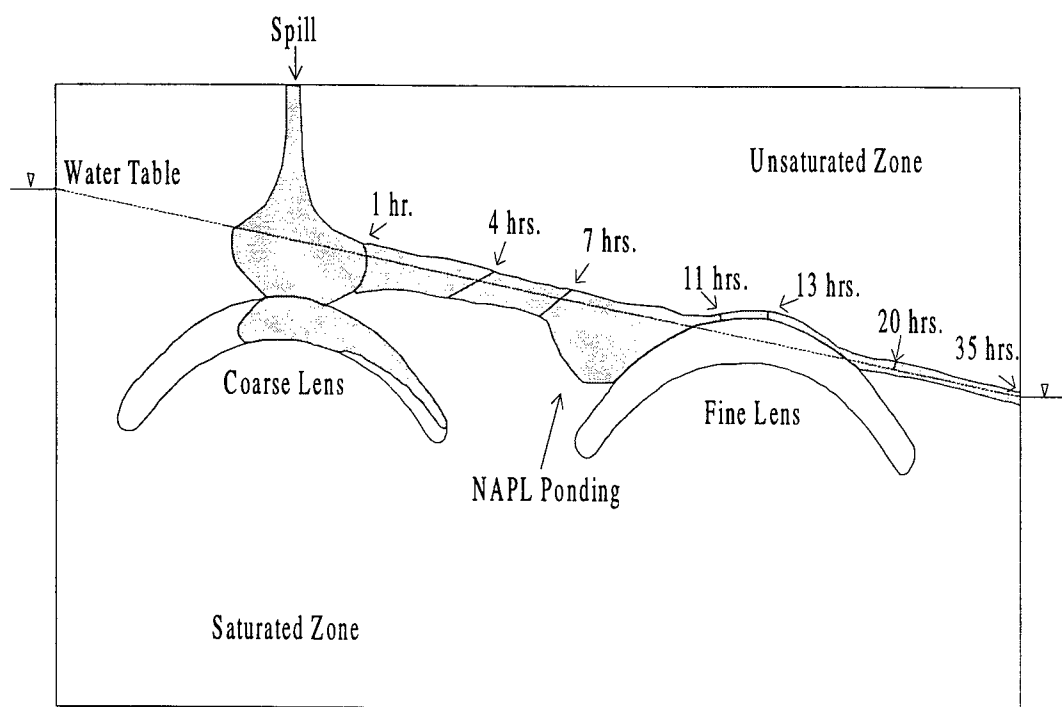 Spill
Unsaturated Zone
Water Table
1 hr.
4 hrs.
7 hrs.
11 hrs.
13 hrs.
20 hrs.
35 hrs.
Coarse Lens
Fine Lens
NAPL Ponding
Saturated Zone